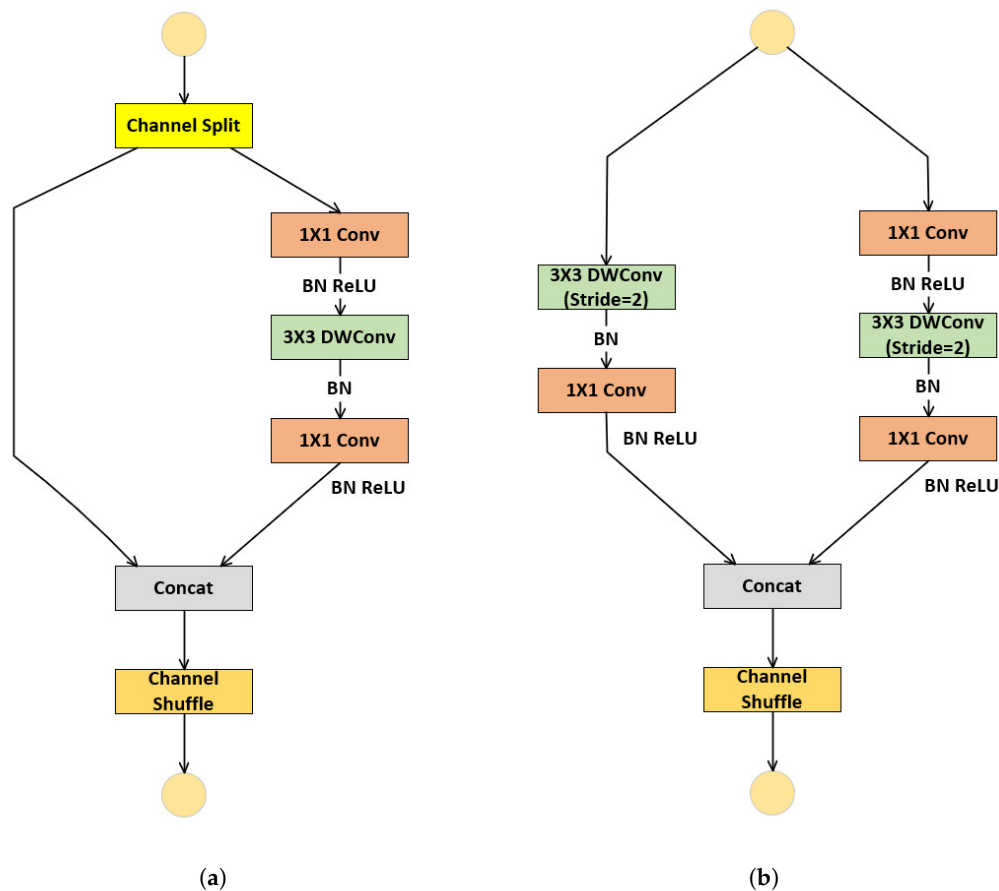 Channel Split
1X1 Conv
BN ReLU
3X3 DWConv
BN
1X1 Conv
BN ReLU
Concat
Channel
Shuffle
(a)
3X3 DWConv
(Stride=2)
BN
1X1 Conv
BN ReLU
1X1 Conv
BN ReLU
3X3 DWConv
(Stride=2)
BN
1X1 Conv
BN ReLU
Concat
Channel
Shuffle
(b)